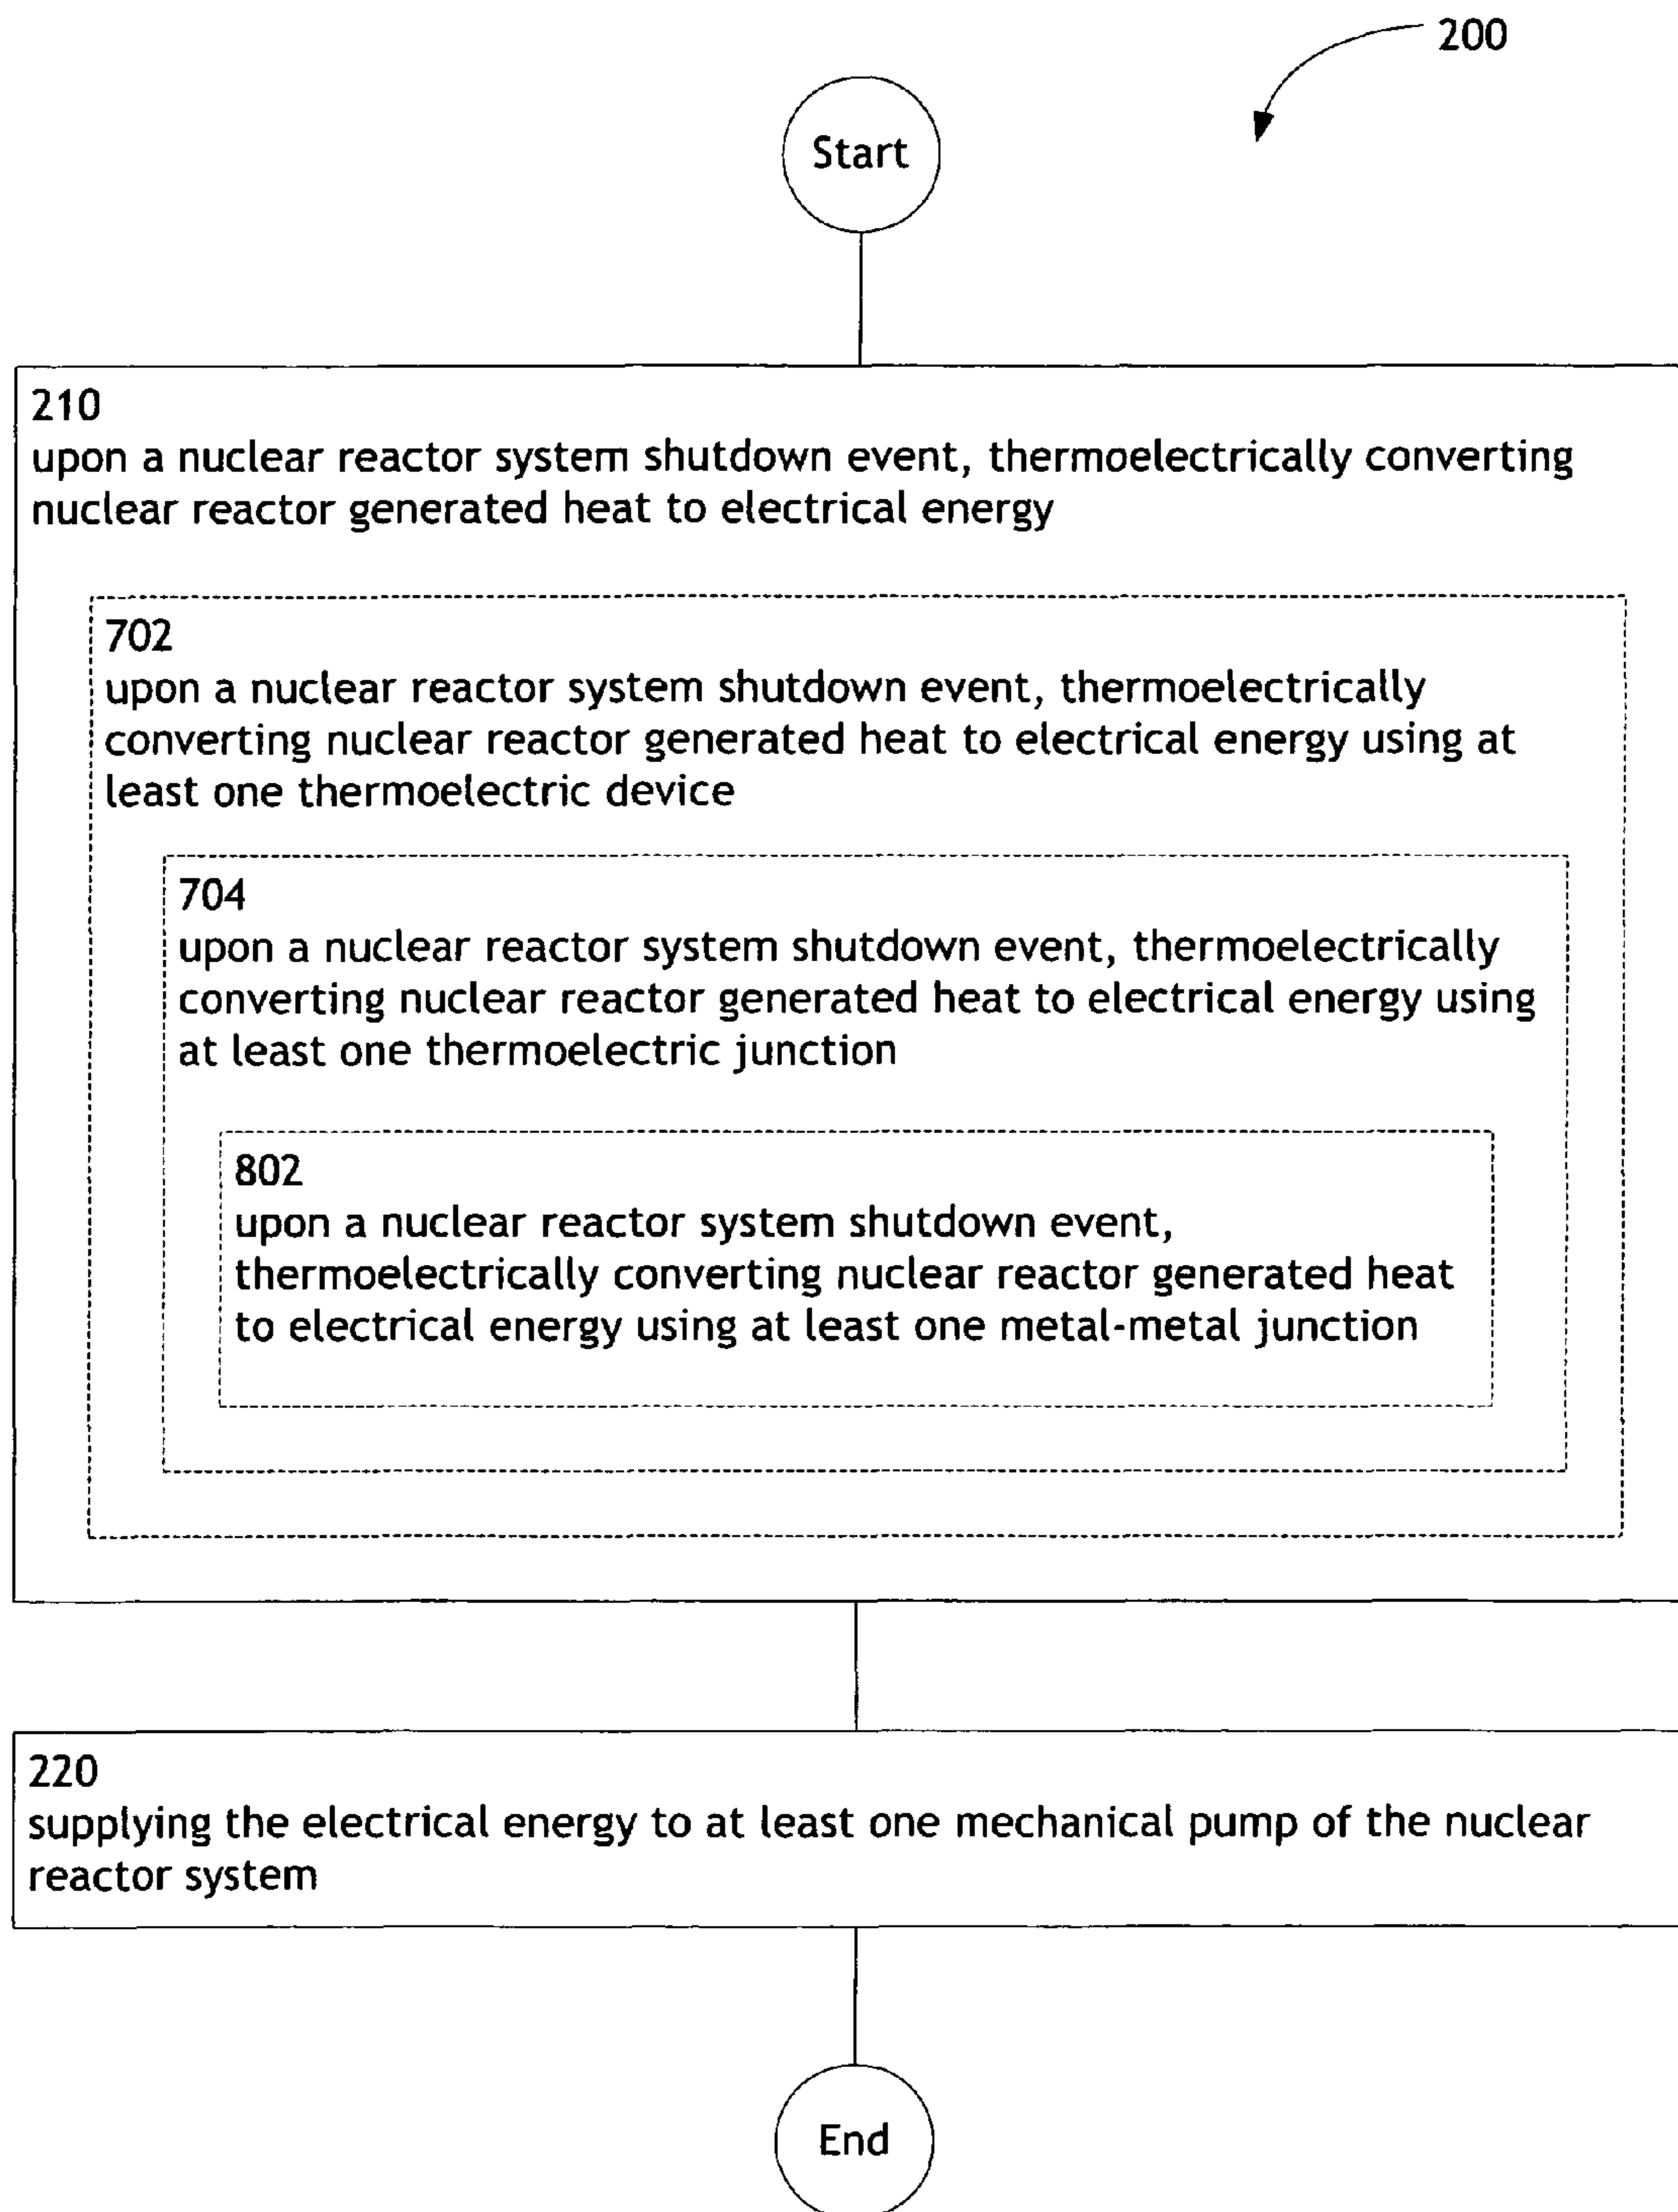 200
Start
210
upon a nuclear reactor system shutdown event, thermoelectrically converting
nuclear reactor generated heat to electrical energy
702
upon a nuclear reactor system shutdown event, thermoelectrically
converting nuclear reactor generated heat to electrical energy using at
least one thermoelectric device
704
upon a nuclear reactor system shutdown event, thermoelectrically
converting nuclear reactor generated heat to electrical energy using
at least one thermoelectric junction
802
upon a nuclear reactor system shutdown event,
thermoelectrically converting nuclear reactor generated heat
to electrical energy using at least one metal-metal junction
220
supplying the electrical energy to at least one mechanical pump of the nuclear
reactor system
End